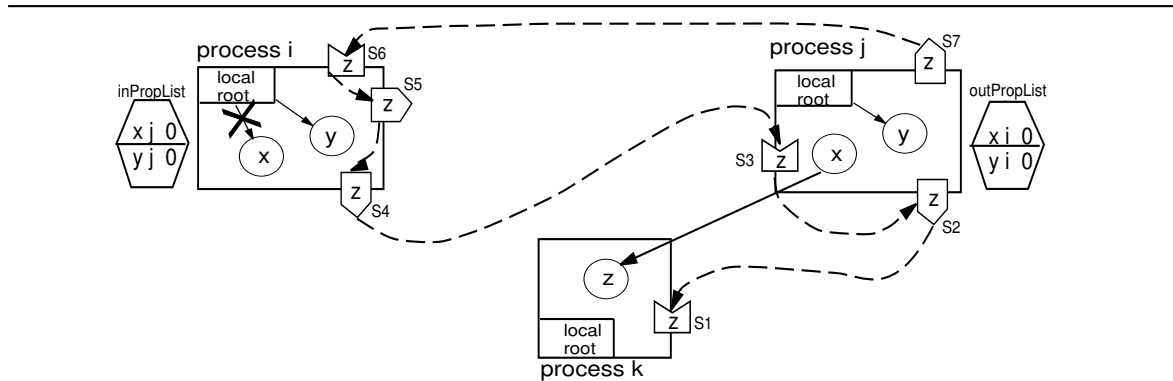 process i
z
S6
local
root
z
S5
inPropList
x j 0
y j 0
x
y
z
S4
process j
z
S7
local
root
outPropList
x i 0
y i 0
y
x
S3
z
z
S2
z
z
S1
local
root
process k